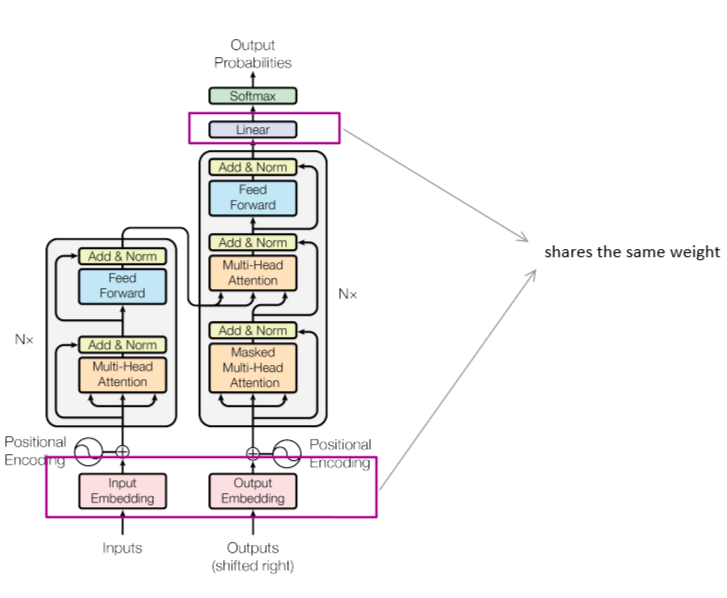 Output
Probabilities
Softmax
Linear
Add & Norm
Feed
Forward
Add & Norm
Multi-Head
Attention
Add & Norm
Masked
Multi-Head
Attention
Nx
Add & Norm
Feed
Forward
Add & Norm
Multi-Head
Attention
Nx
Positional
Encoding
Positional
Encoding
Input
Embedding
Output
Embedding
Inputs
Outputs
(shifted right)
shares the same weight